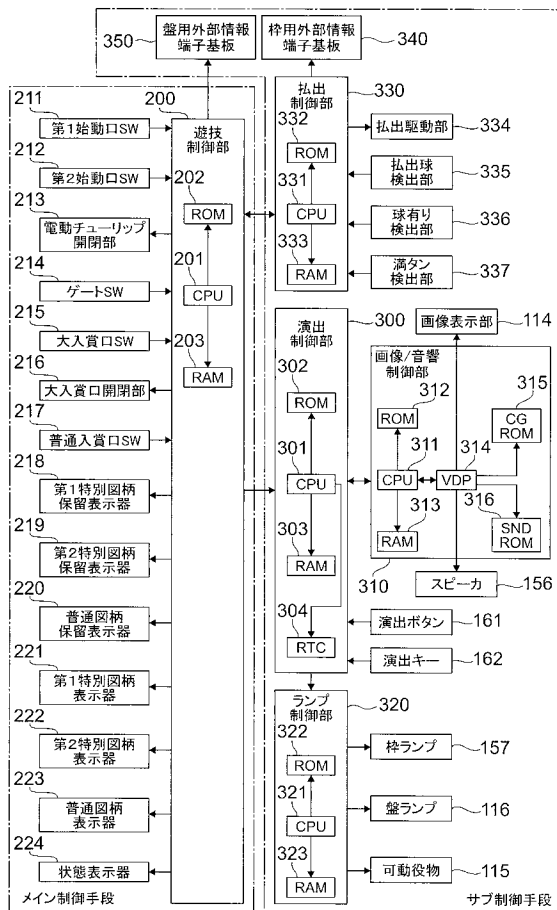 350
盤用外部情報
端子基板
枠用外部情報
端子基板
340
211
第1始動口SW
212
第2始動口SW
213
電動チューリップ
開閉部
214
ゲートSW
215
大入賞口SW
216
大入賞口開閉部
217
普通入賞口SW
218
第1特別図柄
保留表示器
219
第2特別図柄
保留表示器
220
普通図柄
保留表示器
221
第1特別図柄
表示器
222
第2特別図柄
表示器
223
普通図柄
表示器
224
状態表示器
メイン制御手段
200
遊技
制御部
202
ROM
201
CPU
203
RAM
払出
制御部
330
332
ROM
331
CPU
333
RAM
払出駆動部
334
払出球
検出部
335
球有り
検出部
336
満タン
検出部
337
演出
制御部
300
302
ROM
301
CPU
303
RAM
304
RTC
画像表示部
114
画像/音響
制御部
312
ROM
311
CPU
313
RAM
310
314
VDP
315
CG
ROM
316
SND
ROM
スピーカ
156
演出ボタン
161
演出キー
162
ランプ
制御部
320
322
ROM
321
CPU
323
RAM
枠ランプ
157
盤ランプ
116
可動役物
115
サブ制御手段